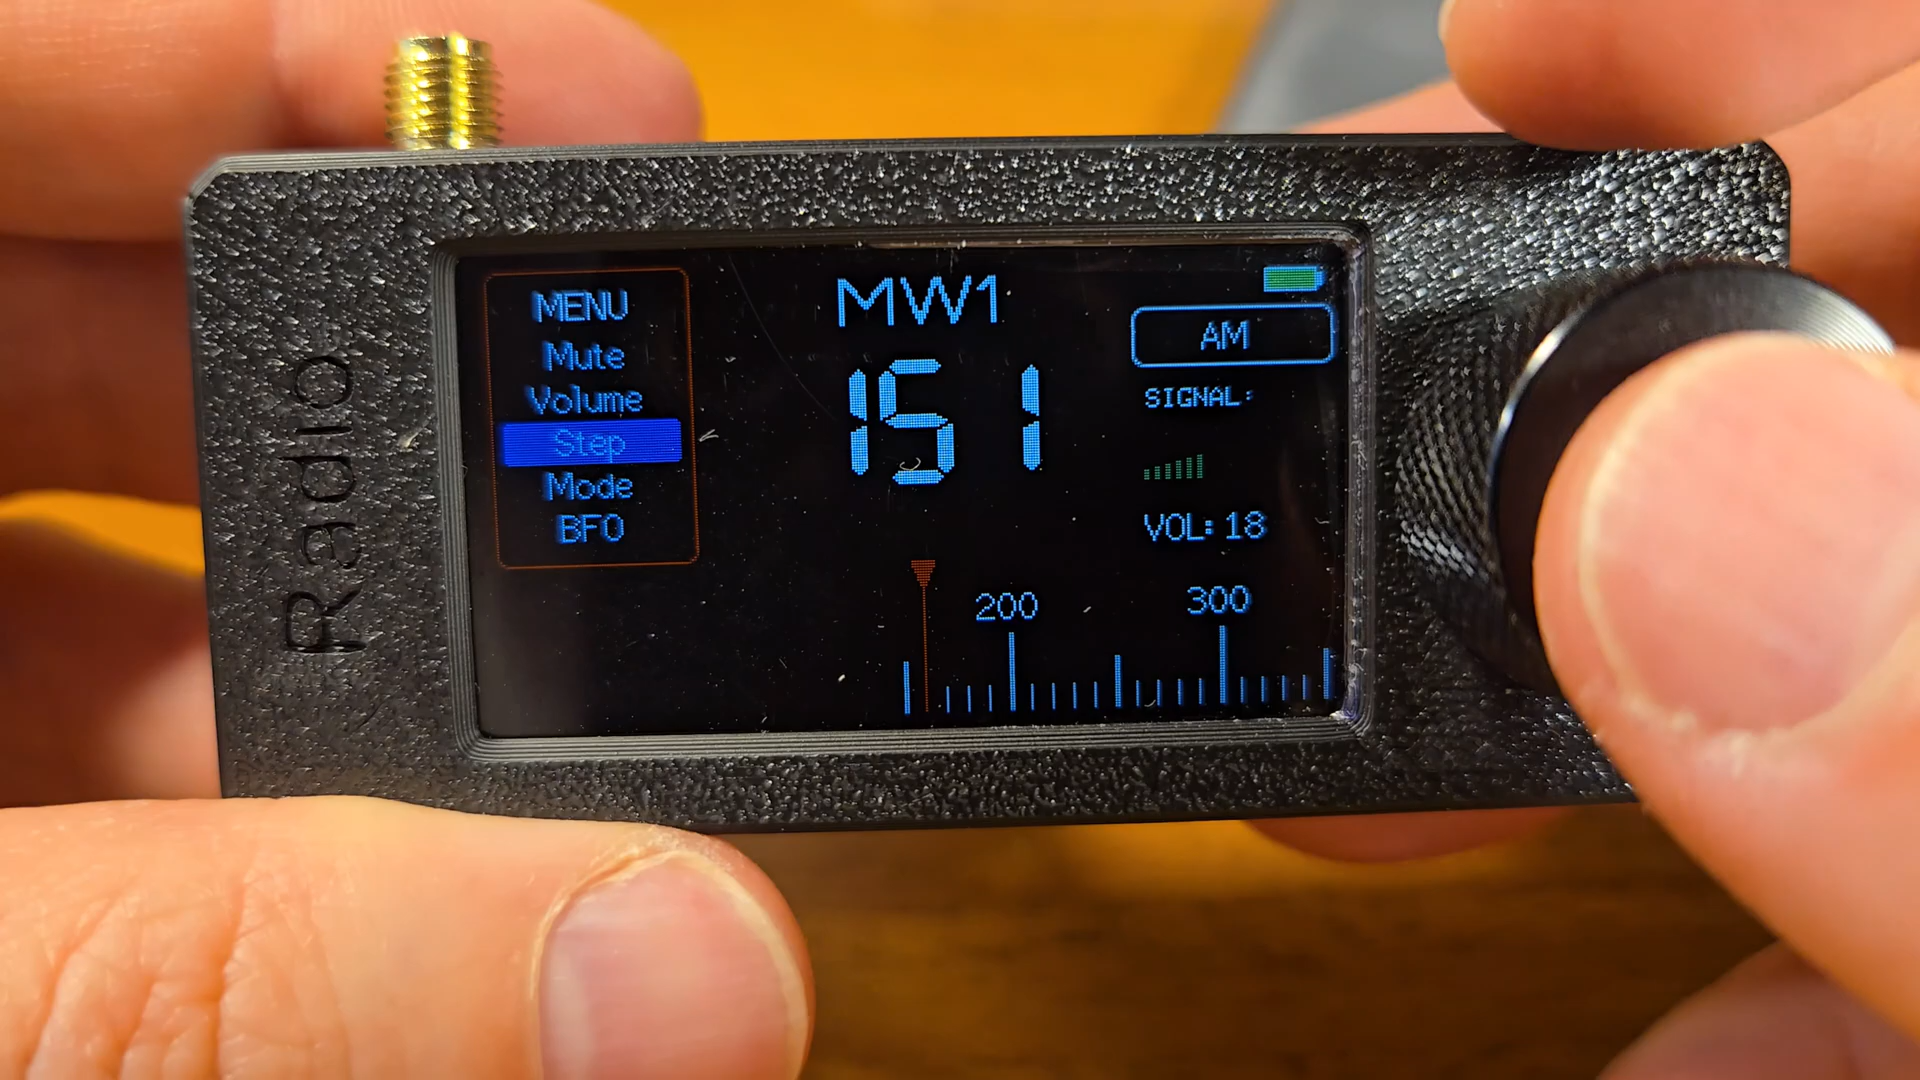 Radio
MENU
Mute
Volume
Step
Mode
BFO
MW1
151
AM
SIGNAL:
VOL: 18
200
300